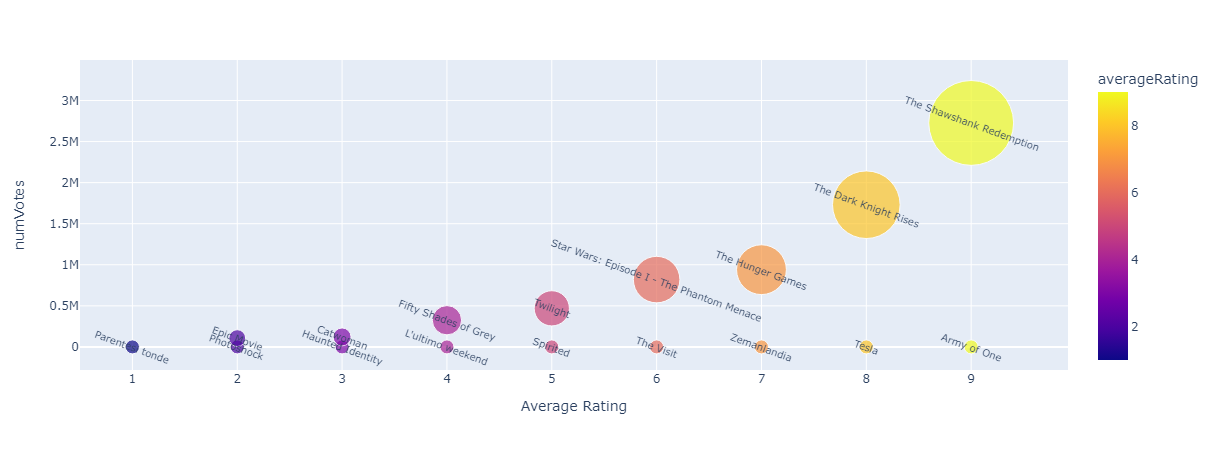 averageRating
3M
2.5M
2M
1.5M
1M
0.5M
0
numVotes
The Shawshank Redemption
The Dark Knight Rises
Star Wars: Episode I - The Phantom Menace
The Hunger Games
Fifty Shades of Grey
Twilight
Epic Movie
Catwoman
Haunted Identity
L'ultimo weekend
Spirited
The Visit
Zemanlandia
Tesla
Army of One
8
6
4
2
1
2
3
4
5
6
7
8
9
Average Rating